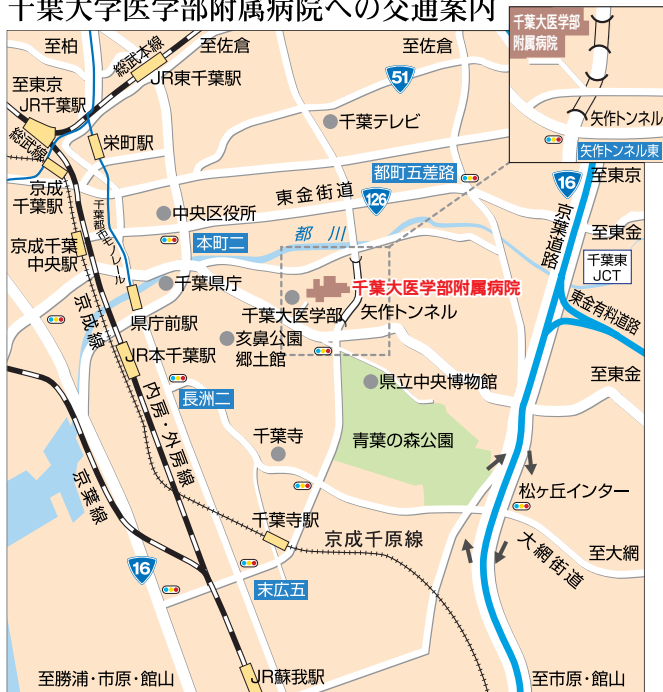 千葉大学医学部附属病院への交通案内
千葉大医学部
附属病院
矢作トンネル
矢作トンネル東
至柏
総武本線
至佐倉
至佐倉
至東京
JR千葉駅
JR東千葉駅
51
千葉テレビ
総武線
栄町駅
都町五差路
京成
千葉駅
千葉都市モノレール
東金街道
126
16
至東京
中央区役所
京葉道路
本町二
都川
至東金
京成千葉
中央駅
千葉東
JCT
千葉県庁
千葉大医学部附属病院
東金有料道路
京成線
千葉大医学部
矢作トンネル
県庁前駅
亥鼻公園
郷土館
JR本千葉駅
至東金
県立中央博物館
長洲二
内房・外房線
千葉寺
青葉の森公園
京葉線
松ヶ丘インター
千葉寺駅
京成千原線
大網街道
至大網
16
末広五
JR蘇我駅
至勝浦・市原・館山
至市原・館山